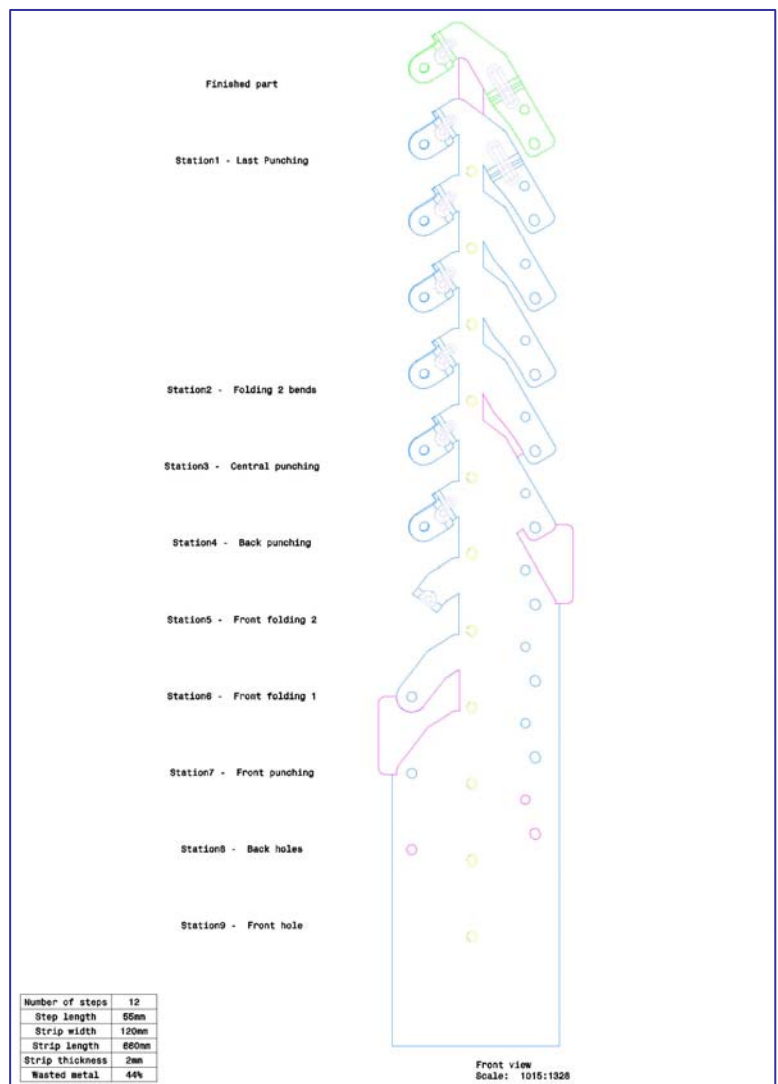 Finished part
Station1 - Last Punching
Station2 - Folding 2 bends
Station3 - Central punching
Station4 - Back punching
Station5 - Front folding 2
Station6 - Front folding 1
Station7 - Front punching
Station8 - Back holes
Station9 - Front hole
Number of steps 12
Step length 55mm
Strip width 120mm
Strip length 660mm
Strip thickness 2mm
Wasted metal 44%
Front view
Scale: 1015:1328